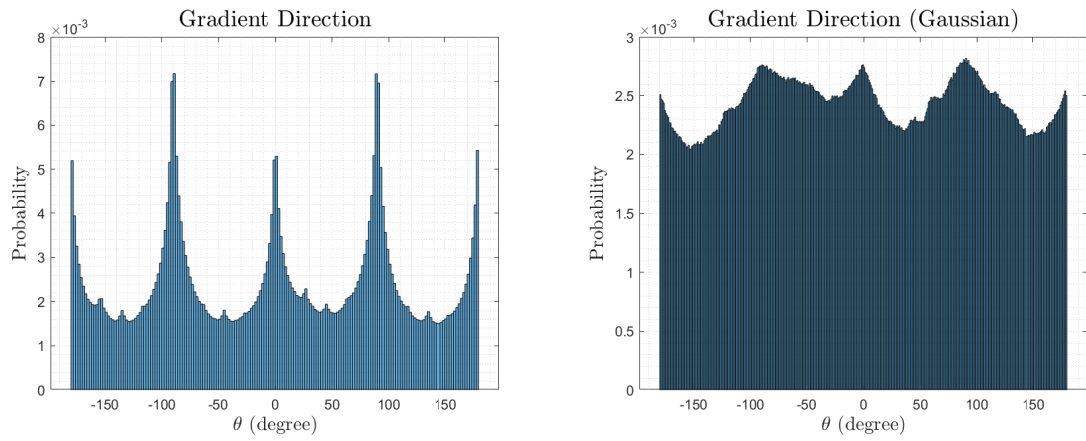 Gradient Direction
×10⁻³
8
7
6
5
4
3
2
1
0
Probability
-150 -100 -50 0 50 100 150
θ (degree)
Gradient Direction (Gaussian)
×10⁻³
3
2.5
2
1.5
1
0.5
0
Probability
-150 -100 -50 0 50 100 150
θ (degree)